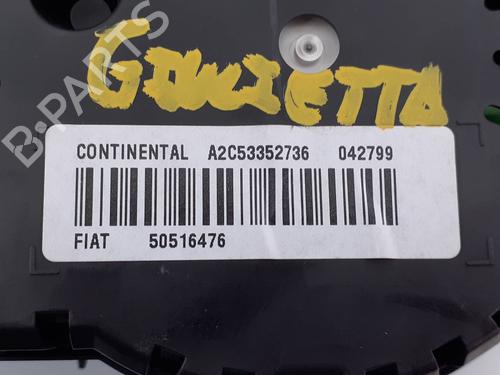 GIULIETTA
B-PARTS
CONTINENTAL A2C53352736 042799
FIAT 50516476